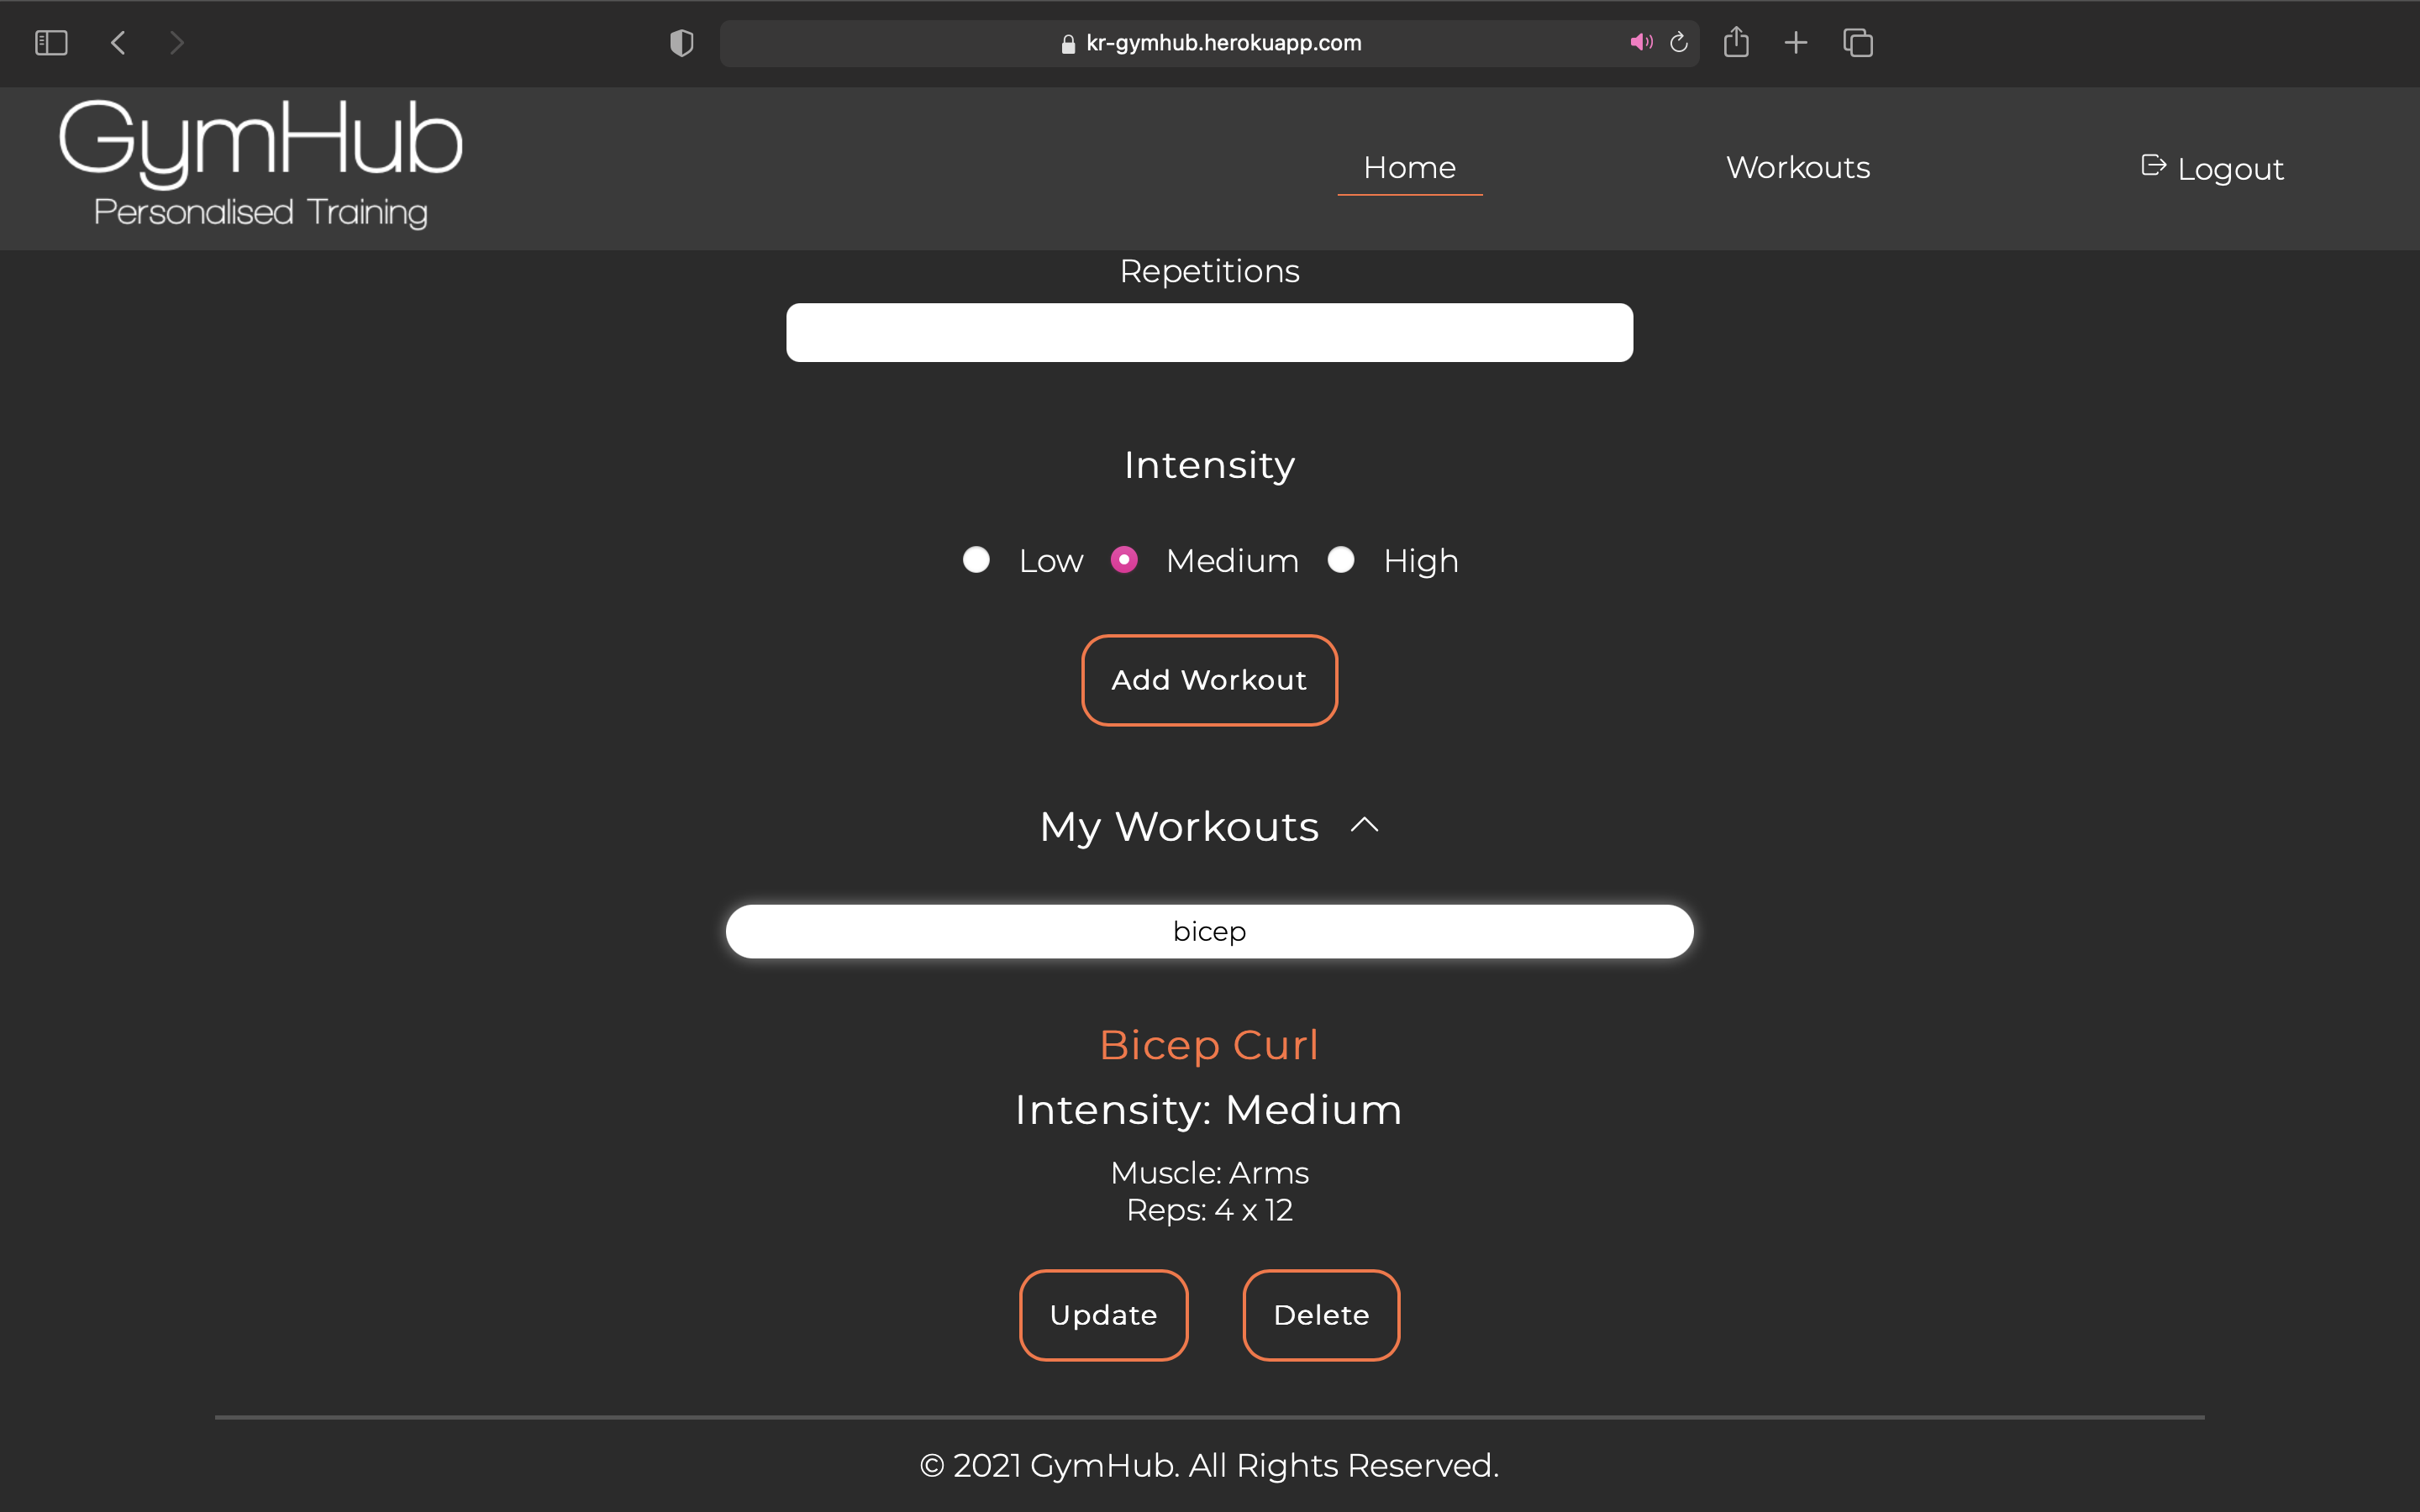 kr-gymhub.herokuapp.com
GymHub
Personalised Training
Home
Workouts
Logout
Repetitions
Intensity
Low Medium High
Add Workout
My Workouts
bicep
Bicep Curl
Intensity: Medium
Muscle: Arms
Reps: 4 x 12
Update Delete
© 2021 GymHub. All Rights Reserved.